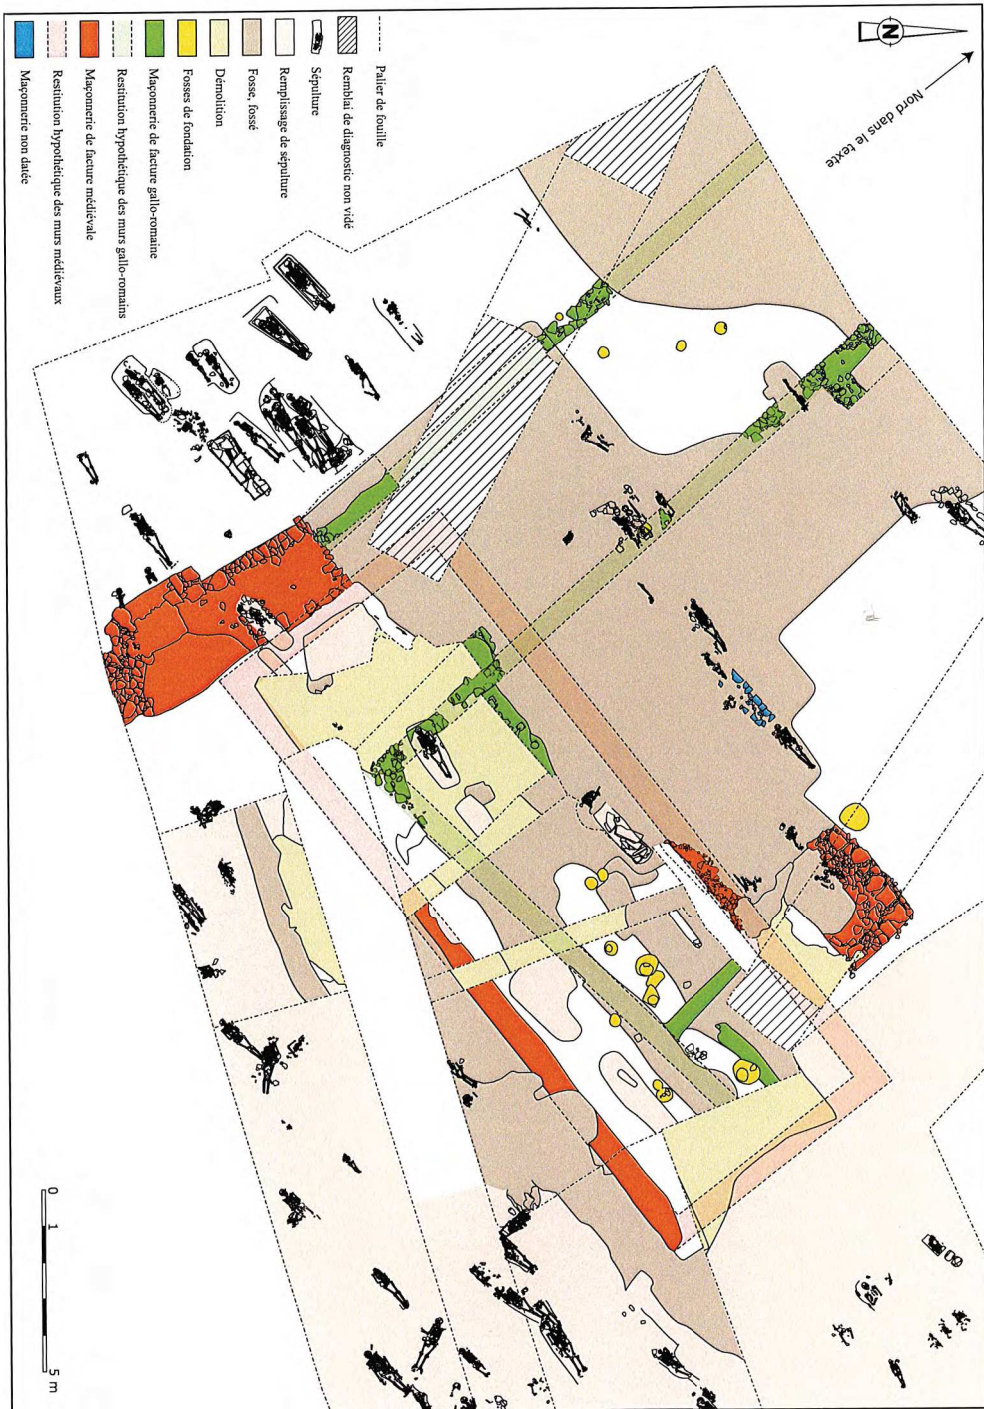 N
Nord dans le texte
Palier de fouille
Remblai de diagnostic non vidé
Sépulture
Remplissage de sépulture
Fosse, fossé
Démolition
Fosses de fondation
Maçonnerie de facture gallo-romaine
Restitution hypothétique des murs gallo-romains
Maçonnerie de facture médiévale
Restitution hypothétique des murs médiévaux
Maçonnerie non datée
0 1 5 m